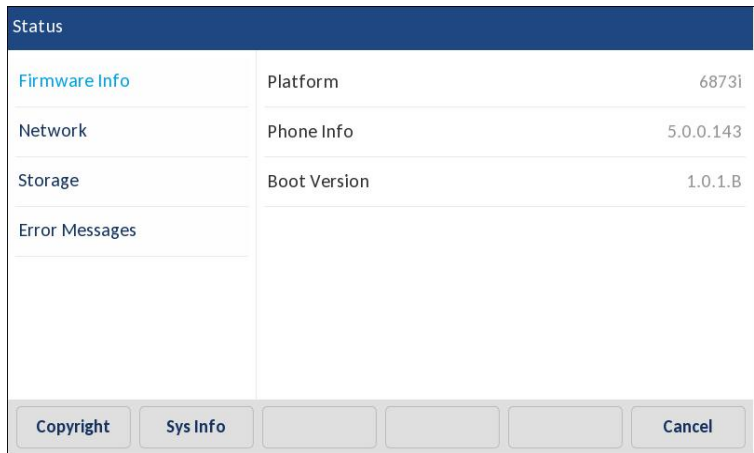 Status
Firmware Info
Network
Storage
Error Messages
Platform 6873i
Phone Info 5.0.0.143
Boot Version 1.0.1.B
Copyright Sys Info Cancel